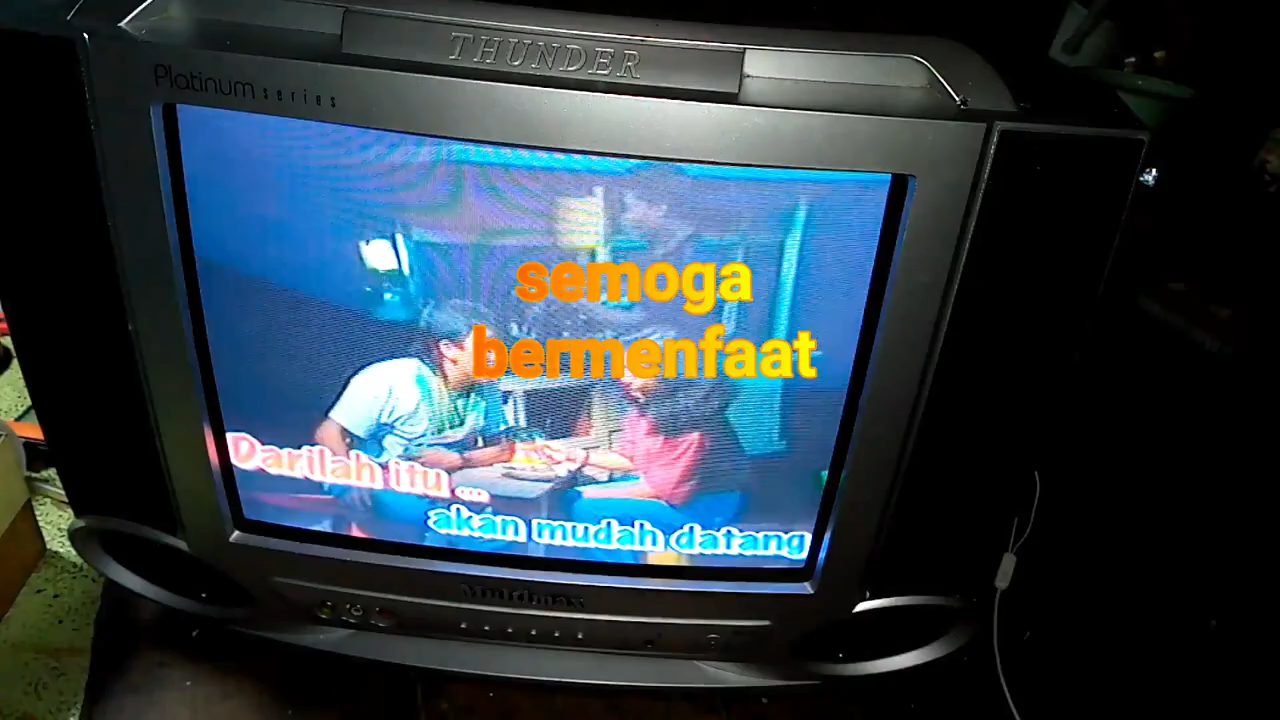 THUNDER
Platinum series
semoga
bermenfaat
Darilah itu ...
akan mudah datang